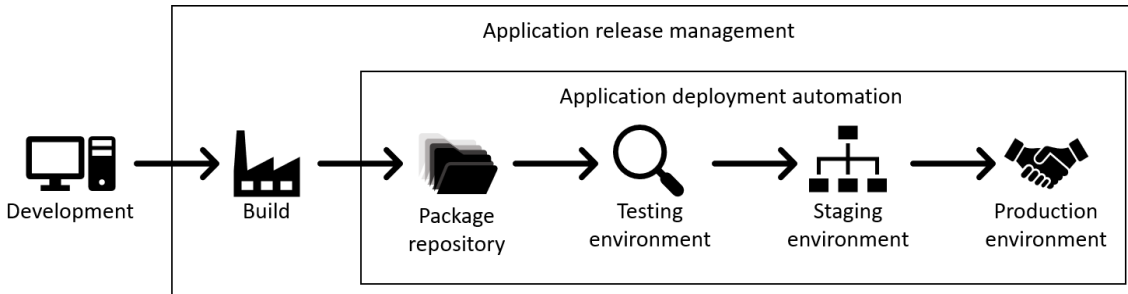 Application release management
Application deployment automation
Development
Build
Package
repository
Testing
environment
Staging
environment
Production
environment